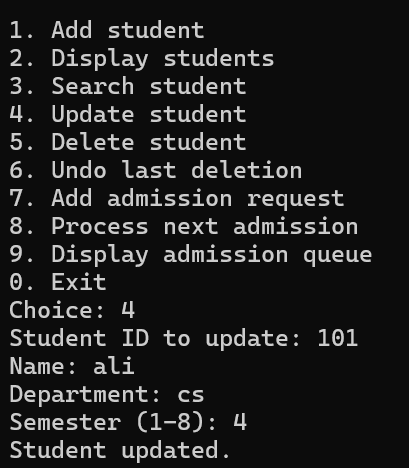 1. Add student
2. Display students
3. Search student
4. Update student
5. Delete student
6. Undo last deletion
7. Add admission request
8. Process next admission
9. Display admission queue
0. Exit
Choice: 4
Student ID to update: 101
Name: ali
Department: cs
Semester (1-8): 4
Student updated.